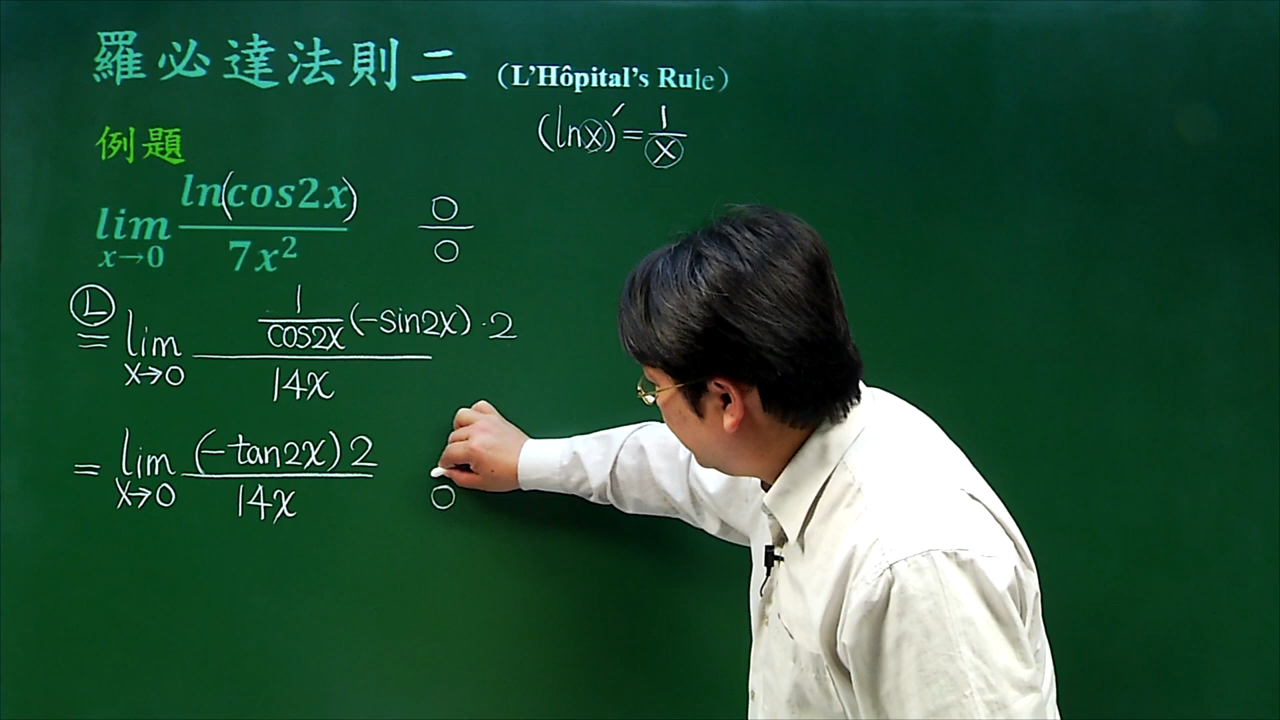 羅必達法則二 (L'Hôpital's Rule)
(lnx)′ = 1/x
例題
lim x→0 ln(cos2x)/7x² 0/0
Ⓛ= lim x→0 1/cos2x (-sin2x)·2 / 14x
= lim x→0 (-tan2x)2 / 14x 0